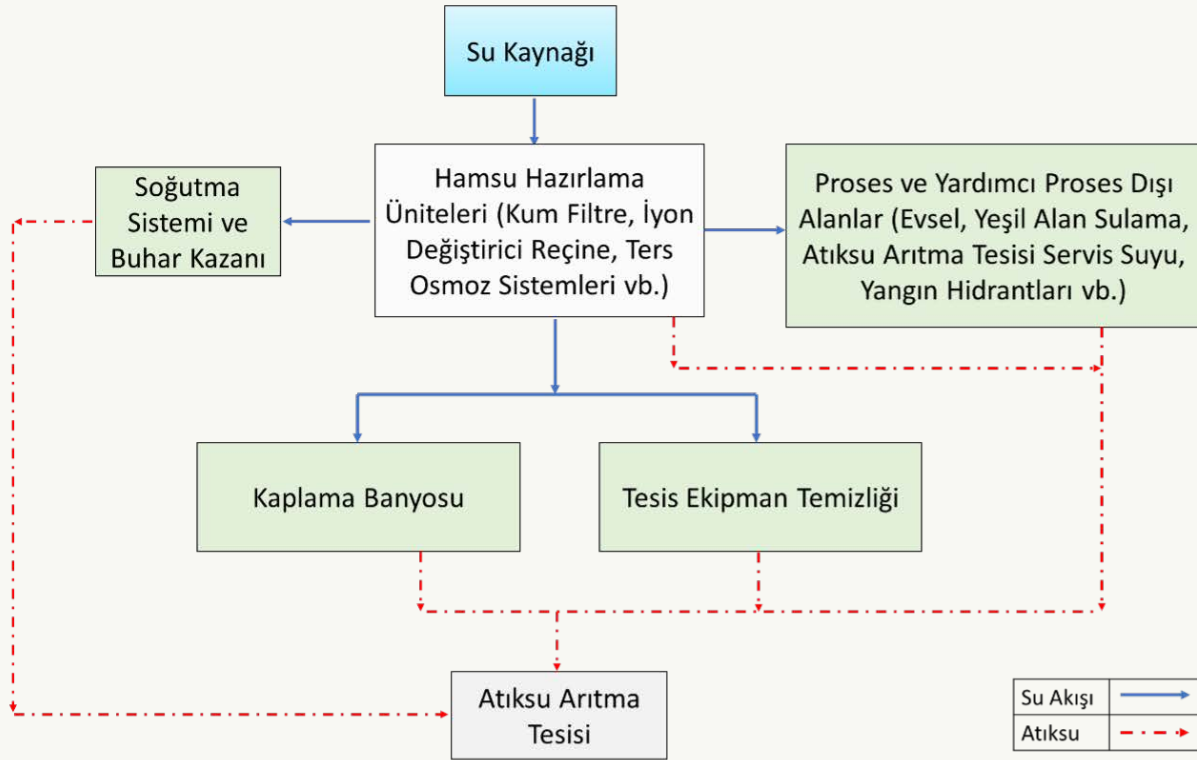 Su Kaynağı
Soğutma
Sistemi ve
Buhar Kazanı
Hamsu Hazırlama
Üniteleri (Kum Filtre, İyon
Değiştirici Reçine, Ters
Osmoz Sistemleri vb.)
Proses ve Yardımcı Proses Dışı
Alanlar (Evsel, Yeşil Alan Sulama,
Atıksu Arıtma Tesisi Servis Suyu,
Yangın Hidrantları vb.)
Kaplama Banyosu
Tesis Ekipman Temizliği
Atıksu Arıtma
Tesisi
Su Akışı
Atıksu